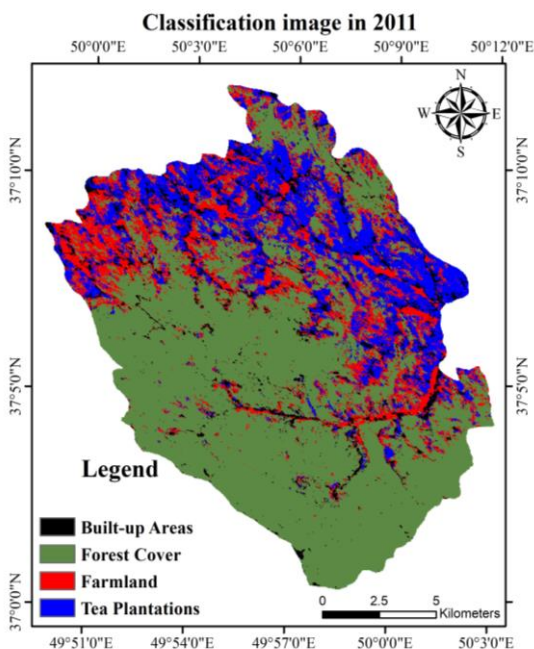 Classification image in 2011
50°0'0"E 50°3'0"E 50°6'0"E 50°9'0"E 50°12'0"E
N
W E
S
37°10'0"N 37°10'0"N
37°5'0"N 37°5'0"N
Legend
Built-up Areas
Forest Cover
Farmland
Tea Plantations
37°0'0"N 37°0'0"N
0 2.5 5
Kilometers
49°51'0"E 49°54'0"E 49°57'0"E 50°0'0"E 50°3'0"E